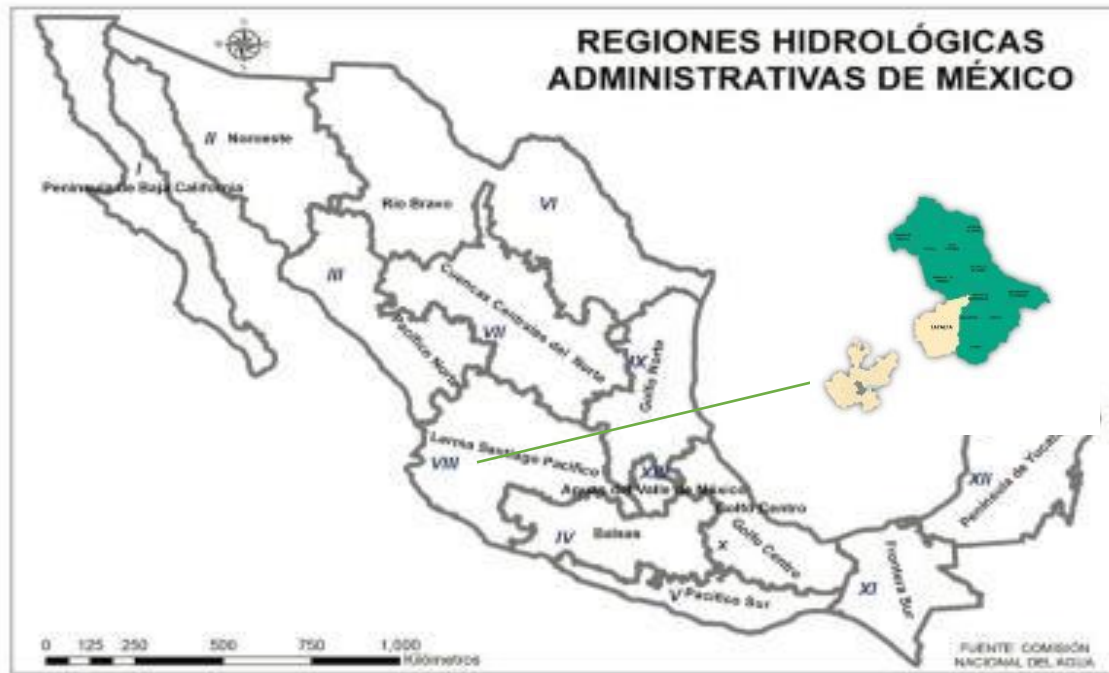 REGIONES HIDROLÓGICAS
ADMINISTRATIVAS DE MÉXICO
II Noroeste
I
Península de Baja California
Río Bravo
VI
III
Cuencas Centrales del Norte
VII
Pacífico Norte
IX
Golfo Norte
Lerma Santiago Pacífico
VIII
XIII
Aguas del Valle de México
Golfo Centro
IV
Balsas
X
Golfo Centro
V Pacífico Sur
XI
Frontera Sur
XII
Península de Yuca
0 125 250 500 750 1,000
Kilómetros
FUENTE: COMISIÓN
NACIONAL DEL AGUA